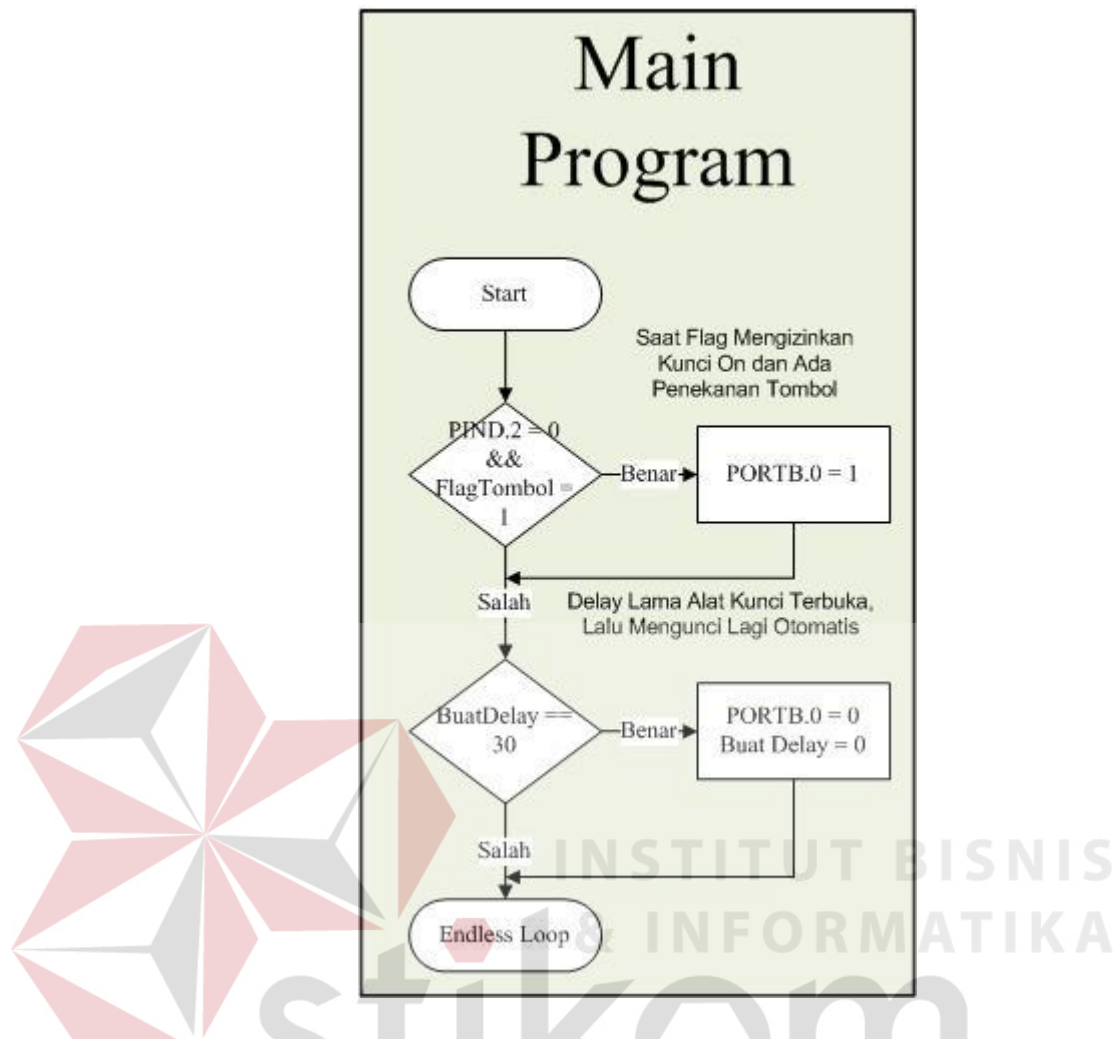 Main
Program
Start
Saat Flag Mengizinkan
Kunci On dan Ada
Penekanan Tombol
PIND.2 = 0
&&
FlagTombol =
1
Benar
PORTB.0 = 1
Salah
Delay Lama Alat Kunci Terbuka,
Lalu Mengunci Lagi Otomatis
BuatDelay ==
30
Benar
PORTB.0 = 0
Buat Delay = 0
Salah
INSTITUT BISNIS
& INFORMATIKA
Endless Loop
stikom